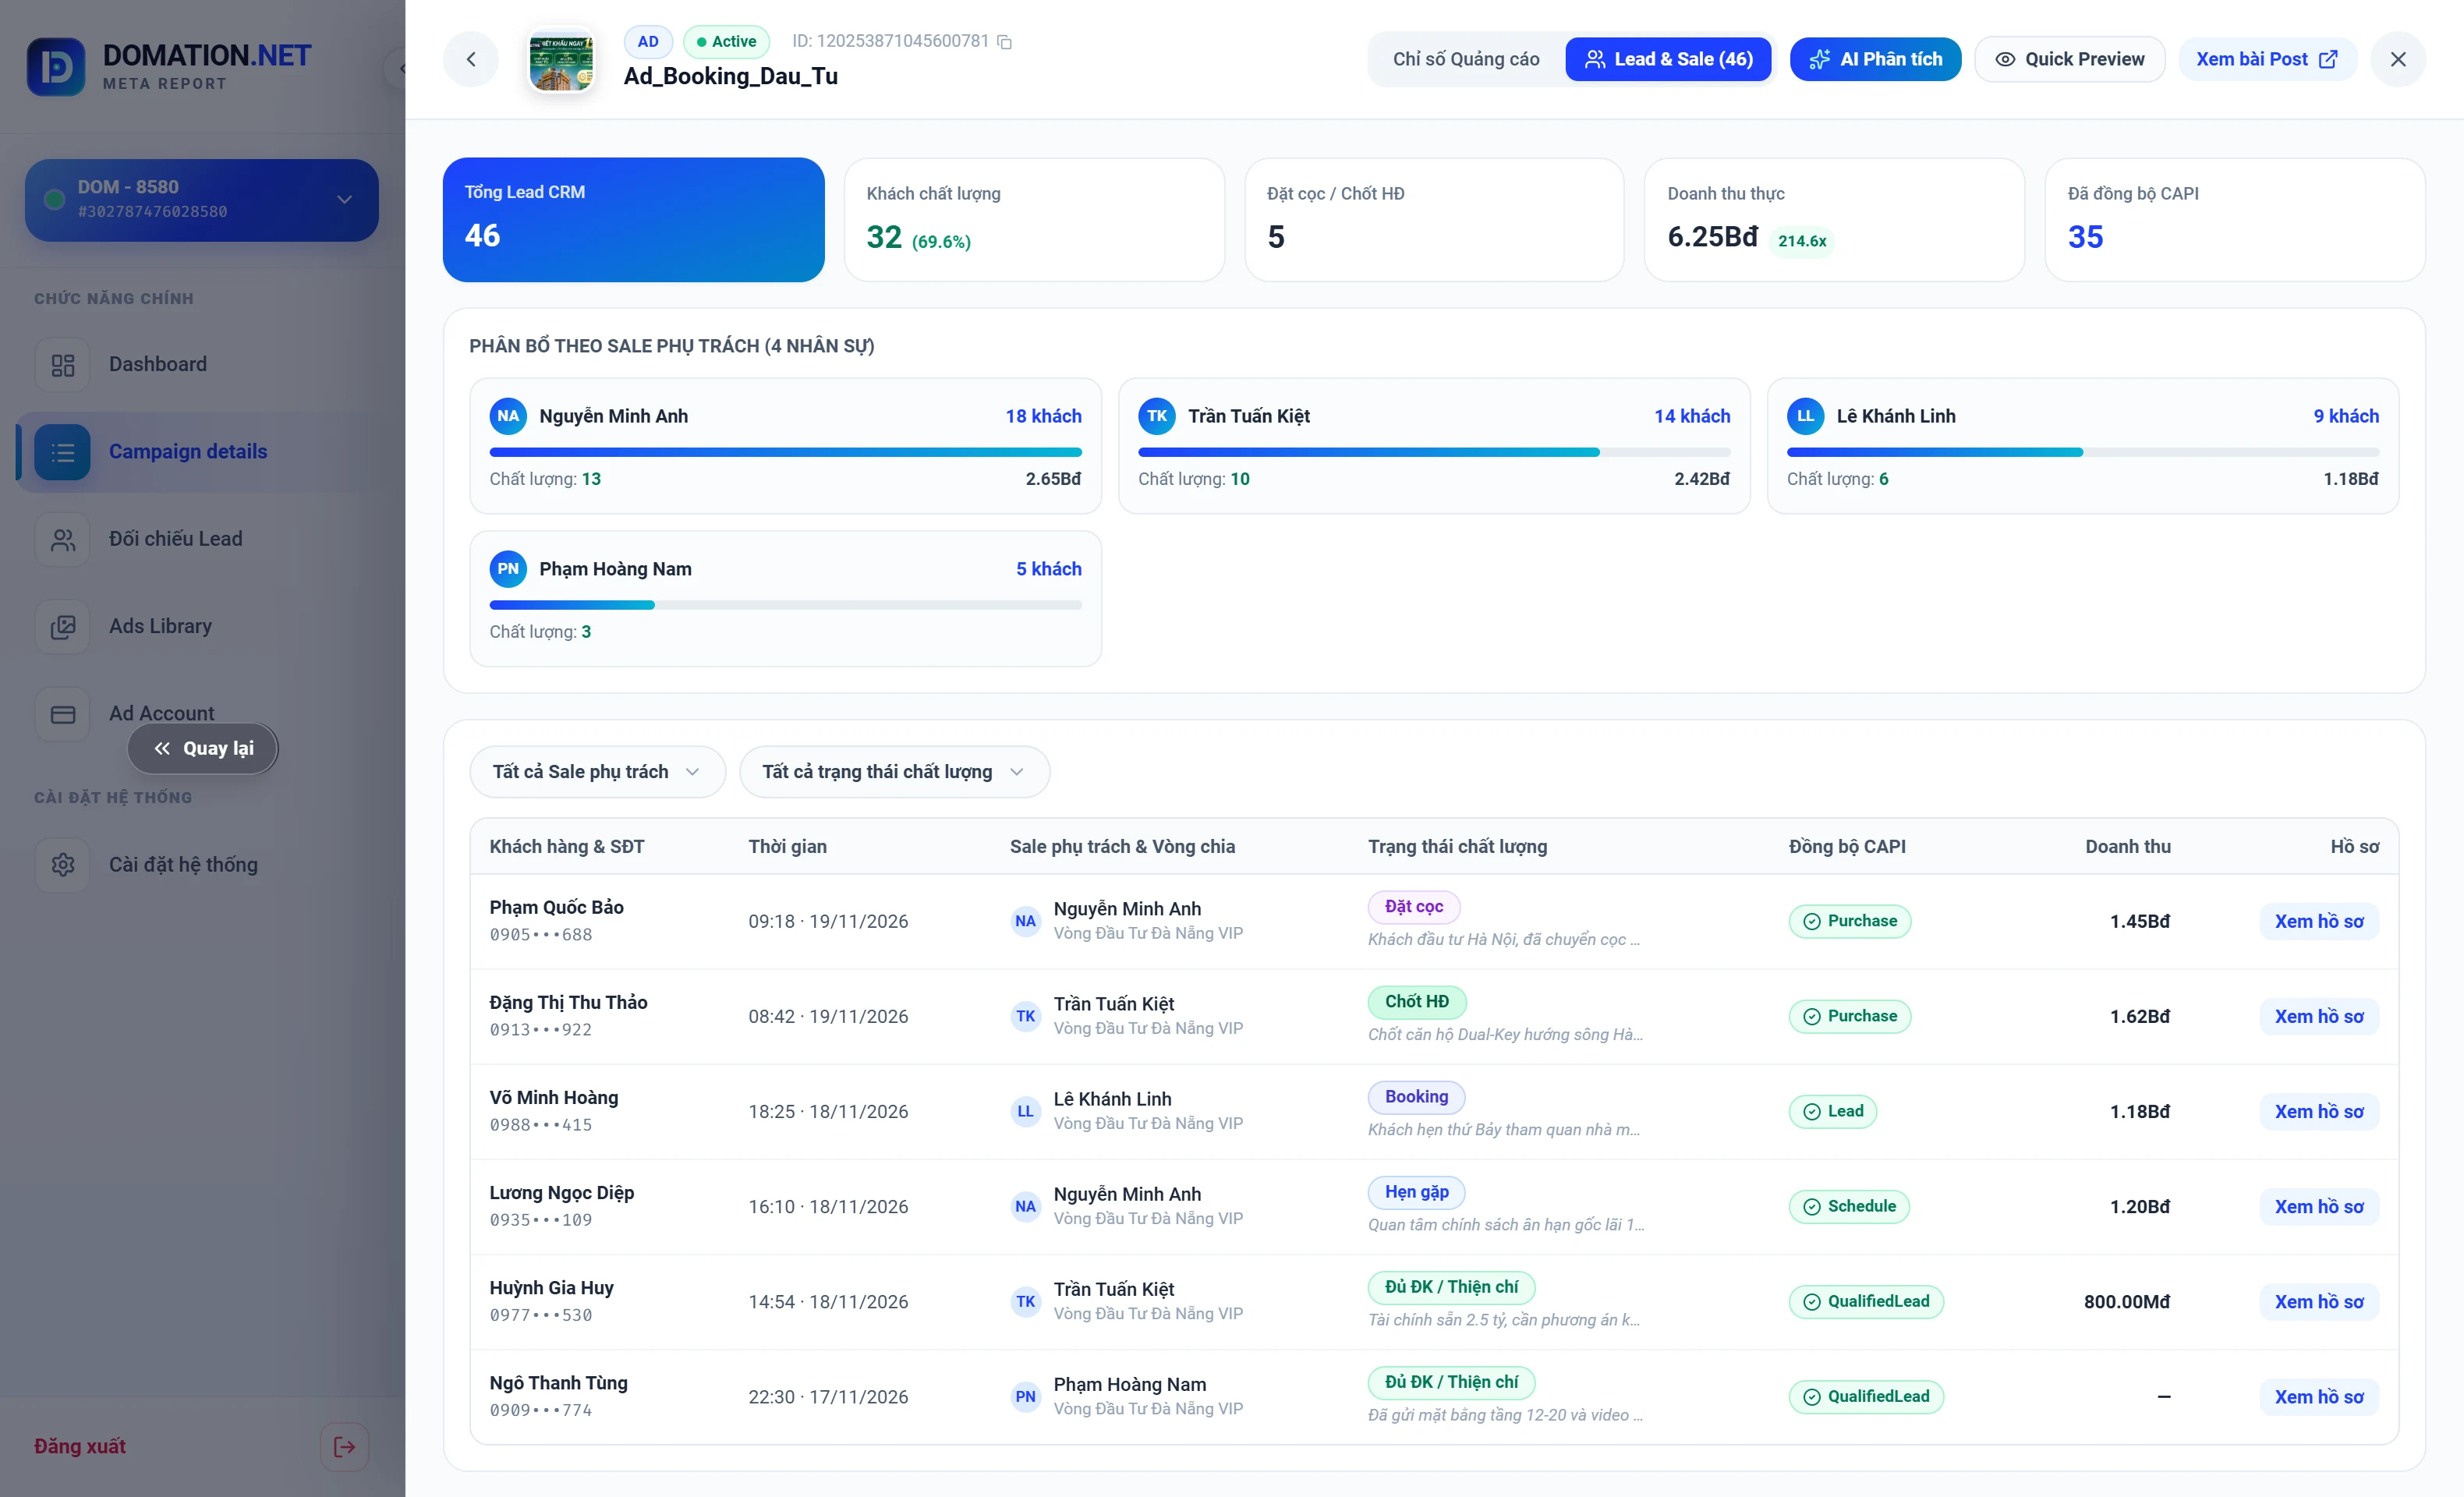 DOMATION.NET
META REPORT
DOM - 8580
#302787476028580
CHỨC NĂNG CHÍNH
Dashboard
Campaign details
Đối chiếu Lead
Ads Library
Ad Account
Quay lại
CÀI ĐẶT HỆ THỐNG
Cài đặt hệ thống
Đăng xuất
AD
Active
ID: 120253871045600781
Ad_Booking_Dau_Tu
Chỉ số Quảng cáo
Lead & Sale (46)
AI Phân tích
Quick Preview
Xem bài Post
Tổng Lead CRM
46
Khách chất lượng
32 (69.6%)
Đặt cọc / Chốt HĐ
5
Doanh thu thực
6.25Bđ 214.6x
Đã đồng bộ CAPI
35
PHÂN BỔ THEO SALE PHỤ TRÁCH (4 NHÂN SỰ)
NA Nguyễn Minh Anh 18 khách
Chất lượng: 13 2.65Bđ
TK Trần Tuấn Kiệt 14 khách
Chất lượng: 10 2.42Bđ
LL Lê Khánh Linh 9 khách
Chất lượng: 6 1.18Bđ
PN Phạm Hoàng Nam 5 khách
Chất lượng: 3
Tất cả Sale phụ trách
Tất cả trạng thái chất lượng
Khách hàng & SĐT Thời gian Sale phụ trách & Vòng chia Trạng thái chất lượng Đồng bộ CAPI Doanh thu Hồ sơ
Phạm Quốc Bảo
0905•••688
09:18 · 19/11/2026
NA Nguyễn Minh Anh
Vòng Đầu Tư Đà Nẵng VIP
Đặt cọc
Khách đầu tư Hà Nội, đã chuyển cọc ...
Purchase
1.45Bđ
Xem hồ sơ
Đặng Thị Thu Thảo
0913•••922
08:42 · 19/11/2026
TK Trần Tuấn Kiệt
Vòng Đầu Tư Đà Nẵng VIP
Chốt HĐ
Chốt căn hộ Dual-Key hướng sông Hà...
Purchase
1.62Bđ
Xem hồ sơ
Võ Minh Hoàng
0988•••415
18:25 · 18/11/2026
LL Lê Khánh Linh
Vòng Đầu Tư Đà Nẵng VIP
Booking
Khách hẹn thứ Bảy tham quan nhà m...
Lead
1.18Bđ
Xem hồ sơ
Lương Ngọc Diệp
0935•••109
16:10 · 18/11/2026
NA Nguyễn Minh Anh
Vòng Đầu Tư Đà Nẵng VIP
Hẹn gặp
Quan tâm chính sách ân hạn gốc lãi 1...
Schedule
1.20Bđ
Xem hồ sơ
Huỳnh Gia Huy
0977•••530
14:54 · 18/11/2026
TK Trần Tuấn Kiệt
Vòng Đầu Tư Đà Nẵng VIP
Đủ ĐK / Thiện chí
Tài chính sẵn 2.5 tỷ, cần phương án k...
QualifiedLead
800.00Mđ
Xem hồ sơ
Ngô Thanh Tùng
0909•••774
22:30 · 17/11/2026
PN Phạm Hoàng Nam
Vòng Đầu Tư Đà Nẵng VIP
Đủ ĐK / Thiện chí
Đã gửi mặt bằng tầng 12-20 và video ...
QualifiedLead
–
Xem hồ sơ